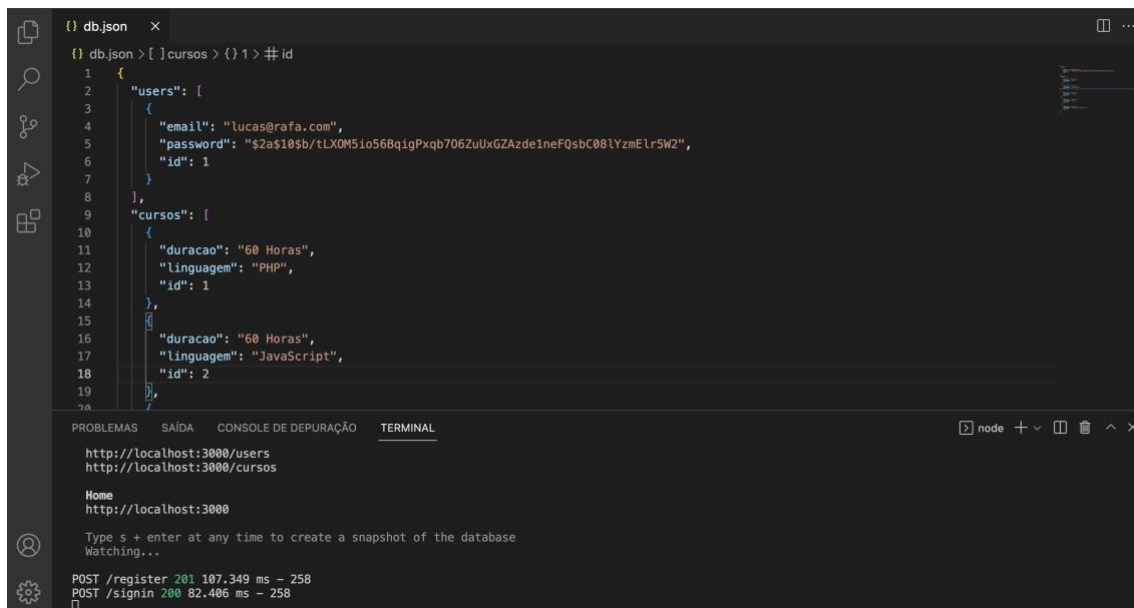 {} db.json ×
{} db.json > [ ] cursos > {} 1 > # id
1 {
2 "users": [
3 {
4 "email": "lucas@rafa.com",
5 "password": "$2a$10$b/tLXOM5io56BqigPxqb7O6ZuUxGZAzde1neFQsbC08lYzmElr5W2",
6 "id": 1
7 }
8 ],
9 "cursos": [
10 {
11 "duracao": "60 Horas",
12 "linguagem": "PHP",
13 "id": 1
14 },
15 {
16 "duracao": "60 Horas",
17 "linguagem": "JavaScript",
18 "id": 2
19 },
20 {
PROBLEMAS SAÍDA CONSOLE DE DEPURAÇÃO TERMINAL node
http://localhost:3000/users
http://localhost:3000/cursos
Home
http://localhost:3000
Type s + enter at any time to create a snapshot of the database
Watching...
POST /register 201 107.349 ms - 258
POST /signin 200 82.406 ms - 258